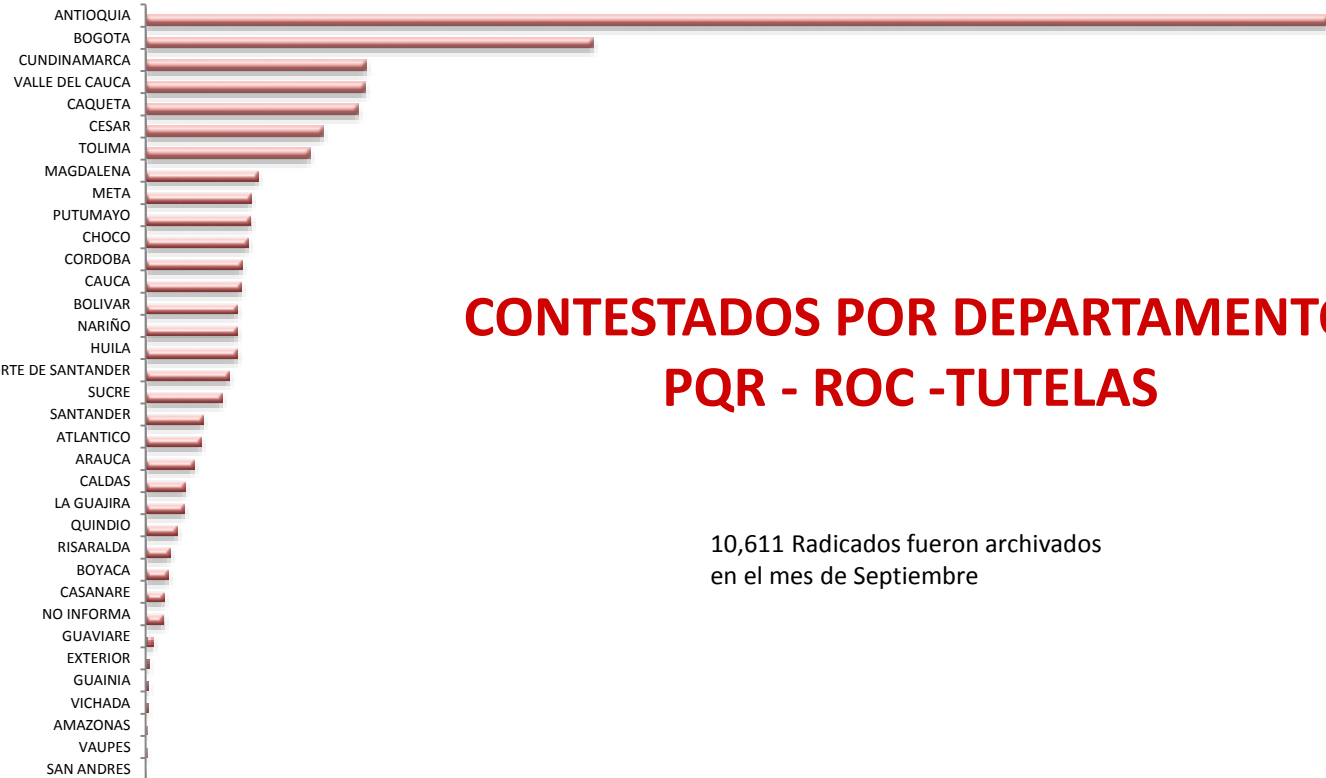 ANTIOQUIA
BOGOTA
CUNDINAMARCA
VALLE DEL CAUCA
CAQUETA
CESAR
TOLIMA
MAGDALENA
META
PUTUMAYO
CHOCO
CORDOBA
CAUCA
BOLIVAR
NARIÑO
HUILA
RTE DE SANTANDER
SUCRE
SANTANDER
ATLANTICO
ARAUCA
CALDAS
LA GUAJIRA
QUINDIO
RISARALDA
BOYACA
CASANARE
NO INFORMA
GUAVIARE
EXTERIOR
GUAINIA
VICHADA
AMAZONAS
VAUPES
SAN ANDRES
CONTESTADOS POR DEPARTAMENTO
PQR - ROC -TUTELAS
10,611 Radicados fueron archivados
en el mes de Septiembre